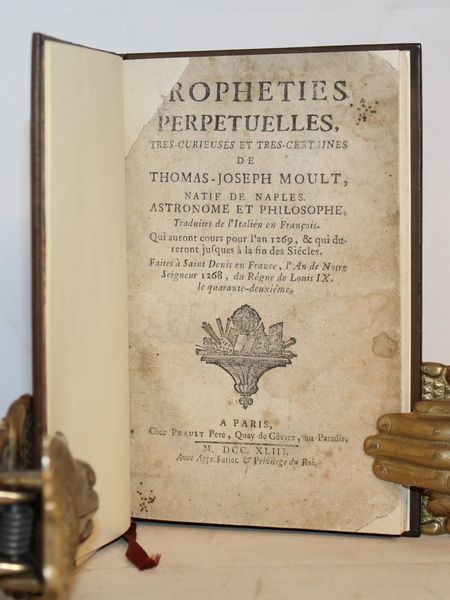 PROPHETIES
PERPETUELLES,
TRES-CURIEUSES ET TRES-CERTAINES
DE
THOMAS-JOSEPH MOULT,
NATIF DE NAPLES.
ASTRONOME ET PHILOSOPHE,
Traduites de l'Italien en François.
Qui auront cours pour l'an 1269, & qui du-
reront jusques à la fin des Siécles.
Faites à Saint Denis en France, l'An de Notre
Seigneur 1268, du Régne de Louis IX.
le quarante-deuxiéme.
A PARIS,
Chez PRAULT Pere, Quay de Gêvres, au Paradis.
M. DCC. XLIII.
Avec Approbation & Privilege du Roi.